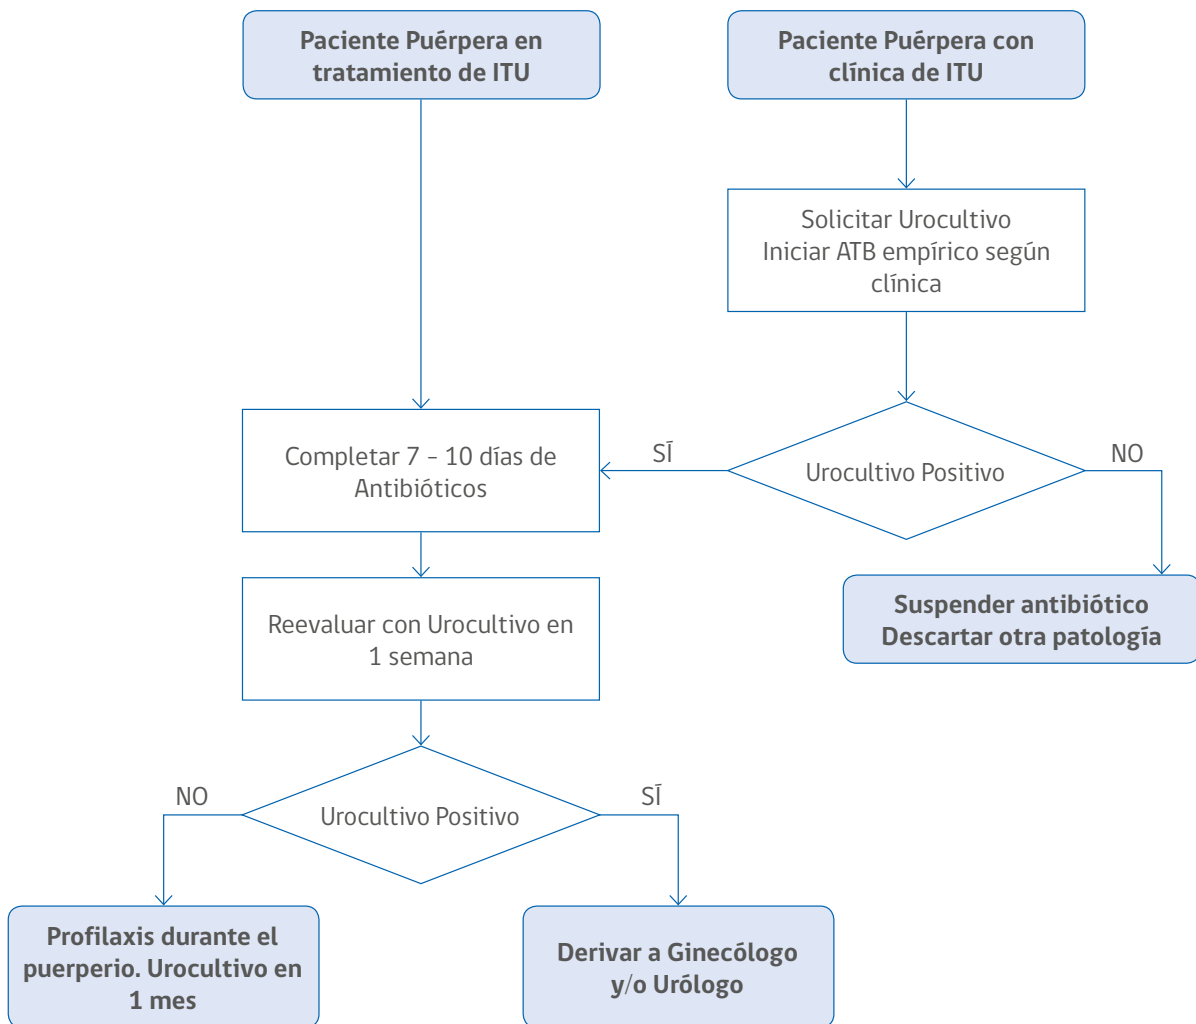 Paciente Puérpera en
tratamiento de ITU
Paciente Puérpera con
clínica de ITU
Solicitar Urocultivo
Iniciar ATB empírico según
clínica
Completar 7 – 10 días de
Antibióticos
SÍ
Urocultivo Positivo
NO
Suspender antibiótico
Descartar otra patología
Reevaluar con Urocultivo en
1 semana
NO
Urocultivo Positivo
SÍ
Profilaxis durante el
puerperio. Urocultivo en
1 mes
Derivar a Ginecólogo
y/o Urólogo